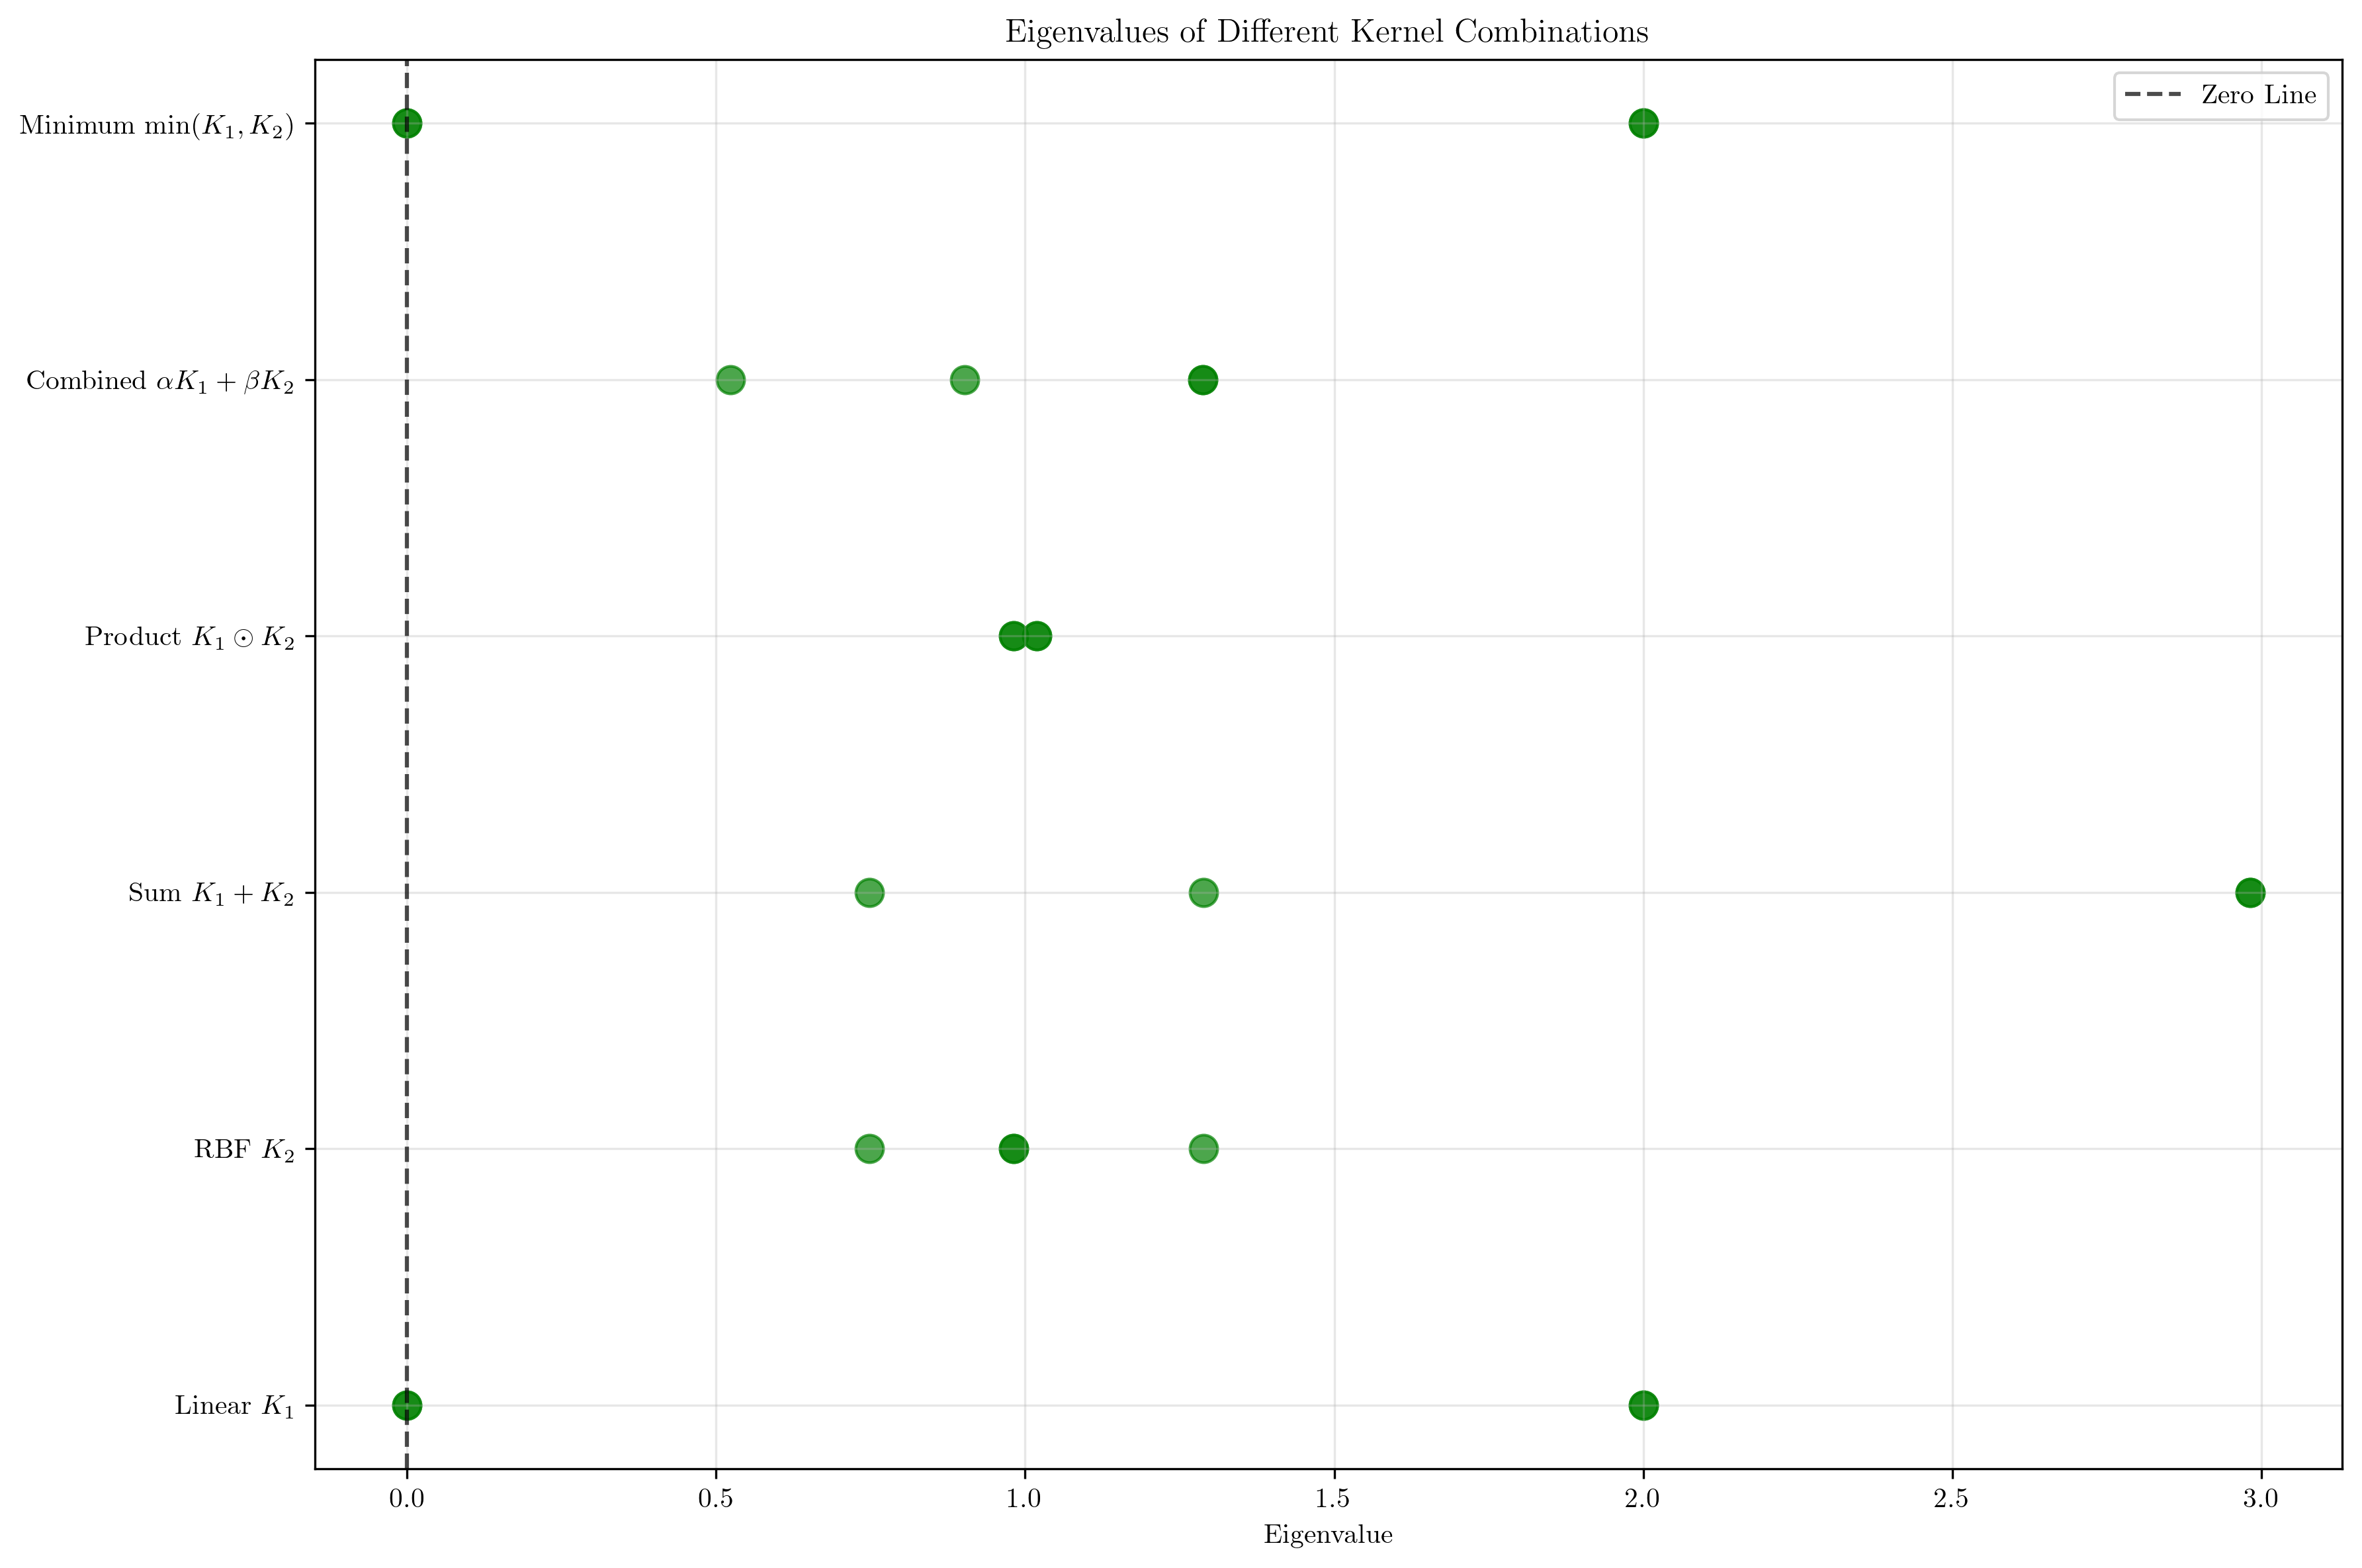 Eigenvalues of Different Kernel Combinations
Zero Line
Minimum min(K₁, K₂)
Combined αK₁ + βK₂
Product K₁ ⊙ K₂
Sum K₁ + K₂
RBF K₂
Linear K₁
0.0 0.5 1.0 1.5 2.0 2.5 3.0
Eigenvalue